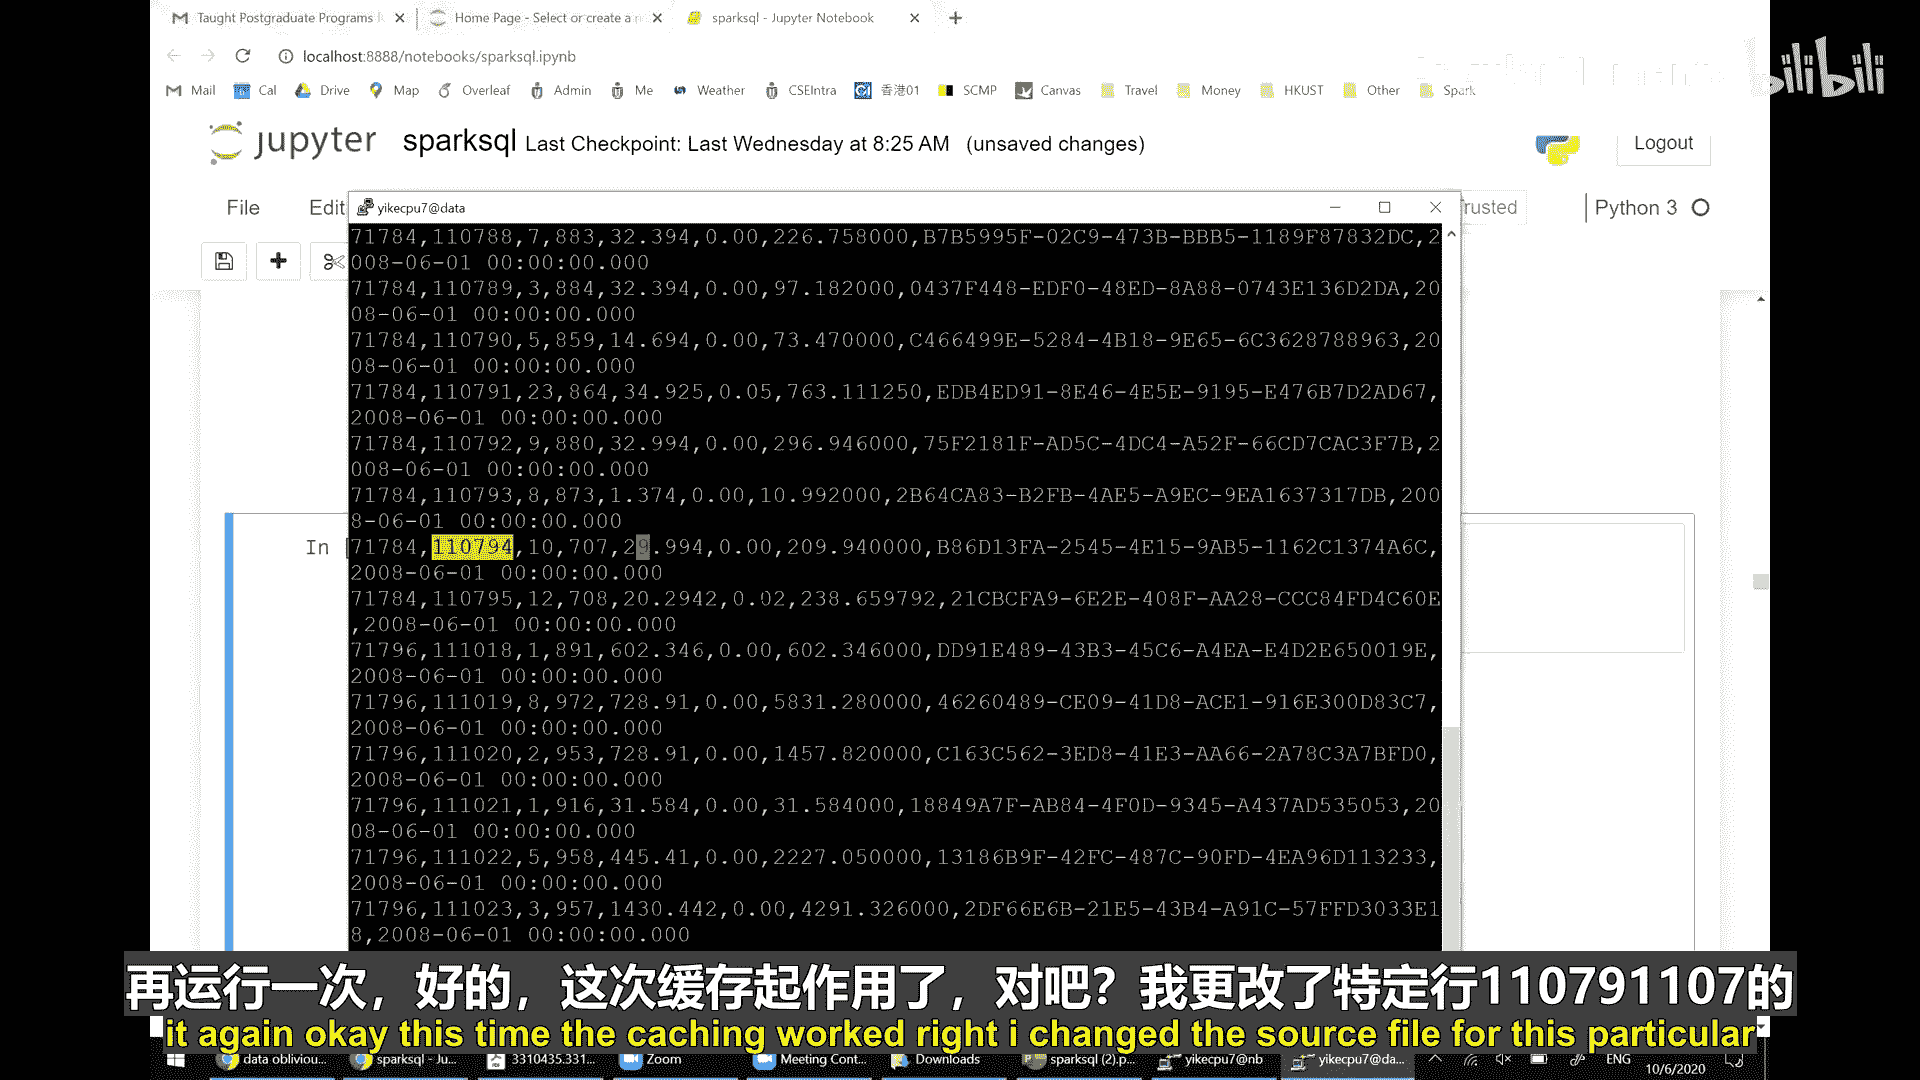 Taught Postgraduate Programs
Home Page - Select or create a n
sparksql - Jupyter Notebook
localhost:8888/notebooks/sparksql.ipynb
Mail Cal Drive Map Overleaf Admin Me Weather CSEIntra 香港01 SCMP Canvas Travel Money HKUST Other Spark
bilibili
jupyter sparksql Last Checkpoint: Last Wednesday at 8:25 AM (unsaved changes)
Logout
File Edit
yikecpu7@data
rusted
Python 3
71784,110788,7,883,32.394,0.00,226.758000,B7B5995F-02C9-473B-BBB5-1189F87832DC,2
008-06-01 00:00:00.000
71784,110789,3,884,32.394,0.00,97.182000,0437F448-EDF0-48ED-8A88-0743E136D2DA,20
08-06-01 00:00:00.000
71784,110790,5,859,14.694,0.00,73.470000,C466499E-5284-4B18-9E65-6C3628788963,20
08-06-01 00:00:00.000
71784,110791,23,864,34.925,0.05,763.111250,EDB4ED91-8E46-4E5E-9195-E476B7D2AD67,
2008-06-01 00:00:00.000
71784,110792,9,880,32.994,0.00,296.946000,75F2181F-AD5C-4DC4-A52F-66CD7CAC3F7B,2
008-06-01 00:00:00.000
71784,110793,8,873,1.374,0.00,10.992000,2B64CA83-B2FB-4AE5-A9EC-9EA1637317DB,200
8-06-01 00:00:00.000
In [
71784,110794,10,707,29.994,0.00,209.940000,B86D13FA-2545-4E15-9AB5-1162C1374A6C,
2008-06-01 00:00:00.000
71784,110795,12,708,20.2942,0.02,238.659792,21CBCFA9-6E2E-408F-AA28-CCC84FD4C60E
,2008-06-01 00:00:00.000
71796,111018,1,891,602.346,0.00,602.346000,DD91E489-43B3-45C6-A4EA-E4D2E650019E,
2008-06-01 00:00:00.000
71796,111019,8,972,728.91,0.00,5831.280000,46260489-CE09-41D8-ACE1-916E300D83C7,
2008-06-01 00:00:00.000
71796,111020,2,953,728.91,0.00,1457.820000,C163C562-3ED8-41E3-AA66-2A78C3A7BFD0,
2008-06-01 00:00:00.000
71796,111021,1,916,31.584,0.00,31.584000,18849A7F-AB84-4F0D-9345-A437AD535053,20
08-06-01 00:00:00.000
71796,111022,5,958,445.41,0.00,2227.050000,13186B9F-42FC-487C-90FD-4EA96D113233,
2008-06-01 00:00:00.000
71796,111023,3,957,1430.442,0.00,4291.326000,2DF66E6B-21E5-43B4-A91C-57FFD3033E1
8,2008-06-01 00:00:00.000
再运行一次，好的，这次缓存起作用了，对吧？我更改了特定行110791107的
it again okay this time the caching worked right i changed the source file for this particular
data obliviou... sparksql - Ju... 3310435.331... Zoom Meeting Cont... Downloads sparksql (2).p... yikecpu7@nb yikecpu7@da... ENG
10/6/2020